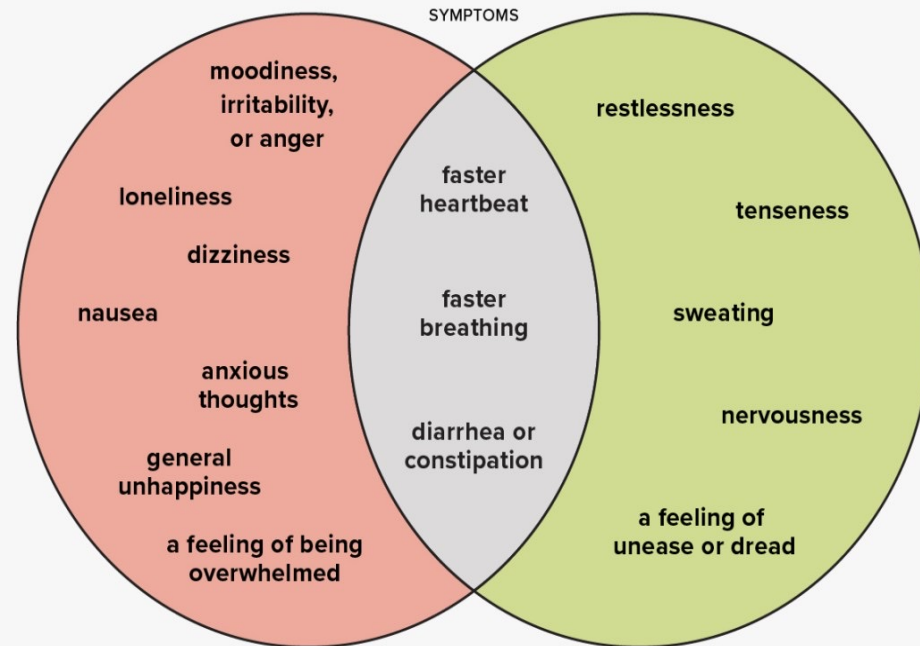 SYMPTOMS
moodiness,
irritability,
or anger
loneliness
dizziness
nausea
anxious
thoughts
general
unhappiness
a feeling of being
overwhelmed
faster
heartbeat
faster
breathing
diarrhea or
constipation
restlessness
tenseness
sweating
nervousness
a feeling of
unease or dread